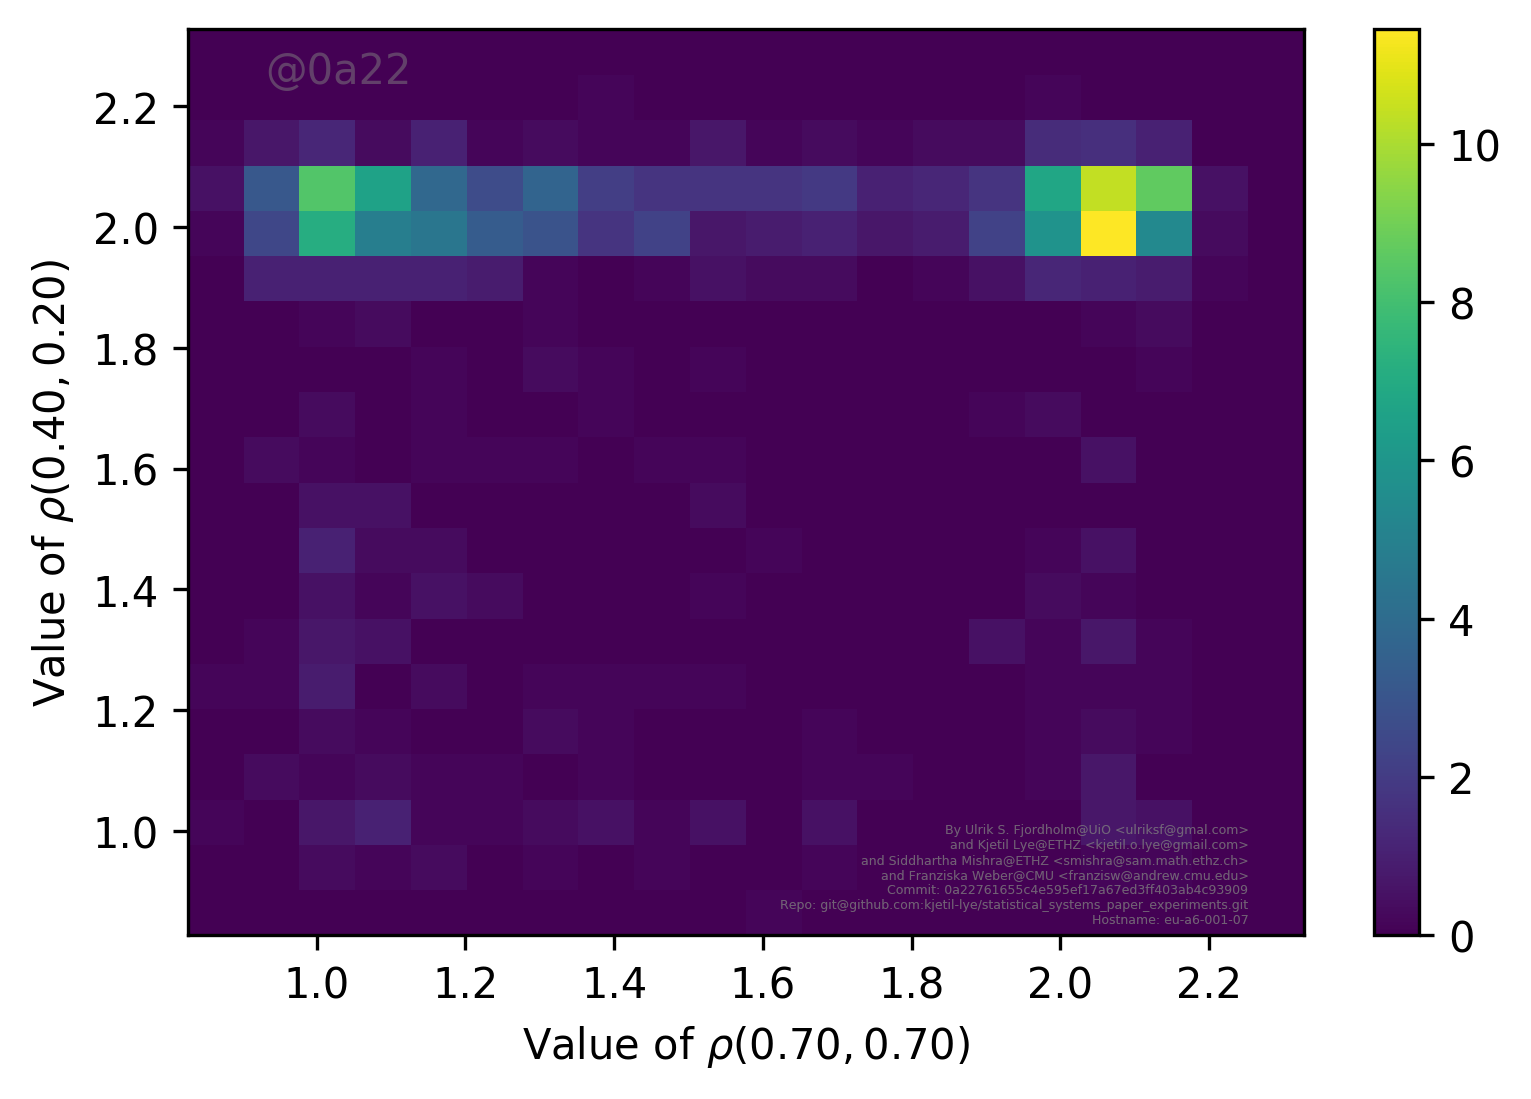 @0a22
2.2
2.0
1.8
1.6
1.4
1.2
1.0
Value of ρ(0.40, 0.20)
1.0 1.2 1.4 1.6 1.8 2.0 2.2
Value of ρ(0.70, 0.70)
10
8
6
4
2
0
By Ulrik S. Fjordholm@UiO <ulriksf@gmal.com>
and Kjetil Lye@ETHZ <kjetil.o.lye@gmail.com>
and Siddhartha Mishra@ETHZ <smishra@sam.math.ethz.ch>
and Franziska Weber@CMU <franzisw@andrew.cmu.edu>
Commit: 0a22761655c4e595ef17a67ed3ff403ab4c93909
Repo: git@github.com:kjetil-lye/statistical_systems_paper_experiments.git
Hostname: eu-a6-001-07